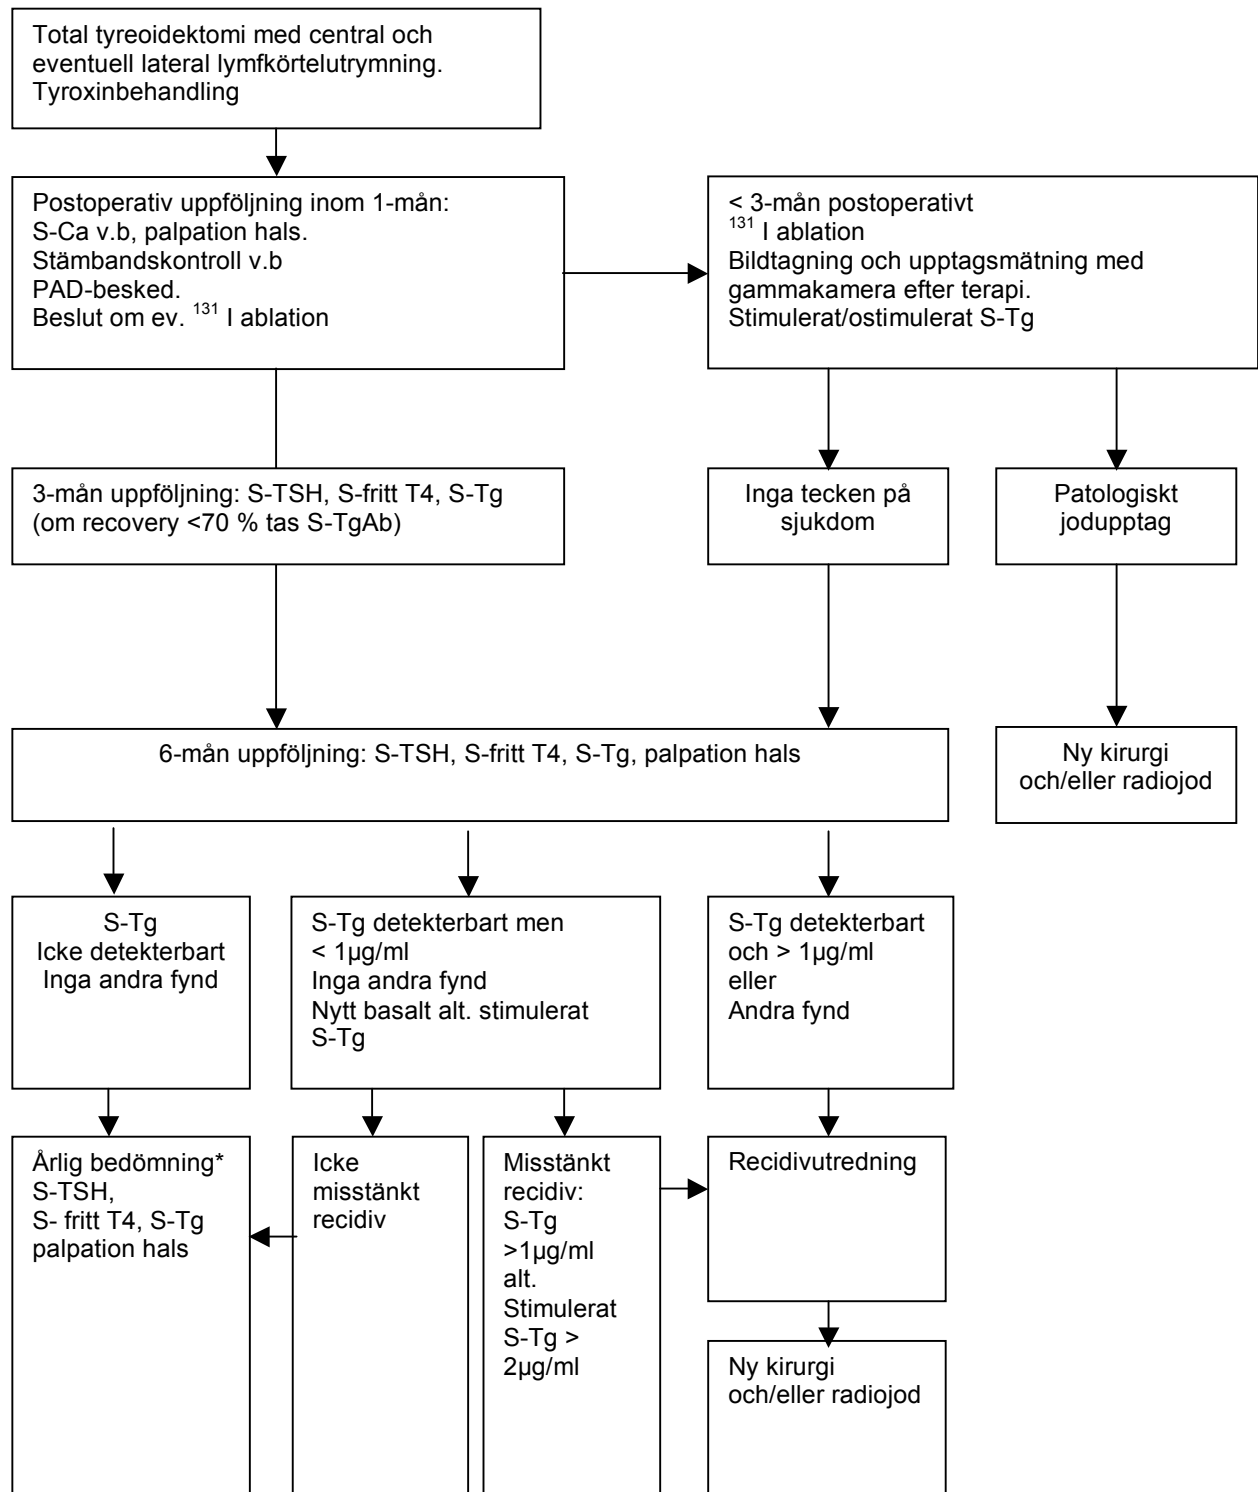 Total tyreoidektomi med central och
eventuell lateral lymfkörtelutrymning.
Tyroxinbehandling
Postoperativ uppföljning inom 1-mån:
S-Ca v.b, palpation hals.
Stämbandskontroll v.b
PAD-besked.
Beslut om ev. ¹³¹ I ablation
< 3-mån postoperativt
¹³¹ I ablation
Bildtagning och upptagsmätning med
gammakamera efter terapi.
Stimulerat/ostimulerat S-Tg
3-mån uppföljning: S-TSH, S-fritt T4, S-Tg
(om recovery <70 % tas S-TgAb)
Inga tecken på
sjukdom
Patologiskt
jodupptag
6-mån uppföljning: S-TSH, S-fritt T4, S-Tg, palpation hals
Ny kirurgi
och/eller radiojod
S-Tg
Icke detekterbart
Inga andra fynd
S-Tg detekterbart men
< 1µg/ml
Inga andra fynd
Nytt basalt alt. stimulerat
S-Tg
S-Tg detekterbart
och > 1µg/ml
eller
Andra fynd
Årlig bedömning*
S-TSH,
S- fritt T4, S-Tg
palpation hals
Icke
misstänkt
recidiv
Misstänkt
recidiv:
S-Tg
>1µg/ml
alt.
Stimulerat
S-Tg >
2µg/ml
Recidivutredning
Ny kirurgi
och/eller radiojod